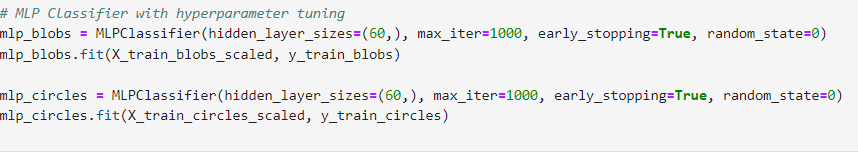 # MLP Classifier with hyperparameter tuning
mlp_blobs = MLPClassifier(hidden_layer_sizes=(60,), max_iter=1000, early_stopping=True, random_state=0)
mlp_blobs.fit(X_train_blobs_scaled, y_train_blobs)
mlp_circles = MLPClassifier(hidden_layer_sizes=(60,), max_iter=1000, early_stopping=True, random_state=0)
mlp_circles.fit(X_train_circles_scaled, y_train_circles)